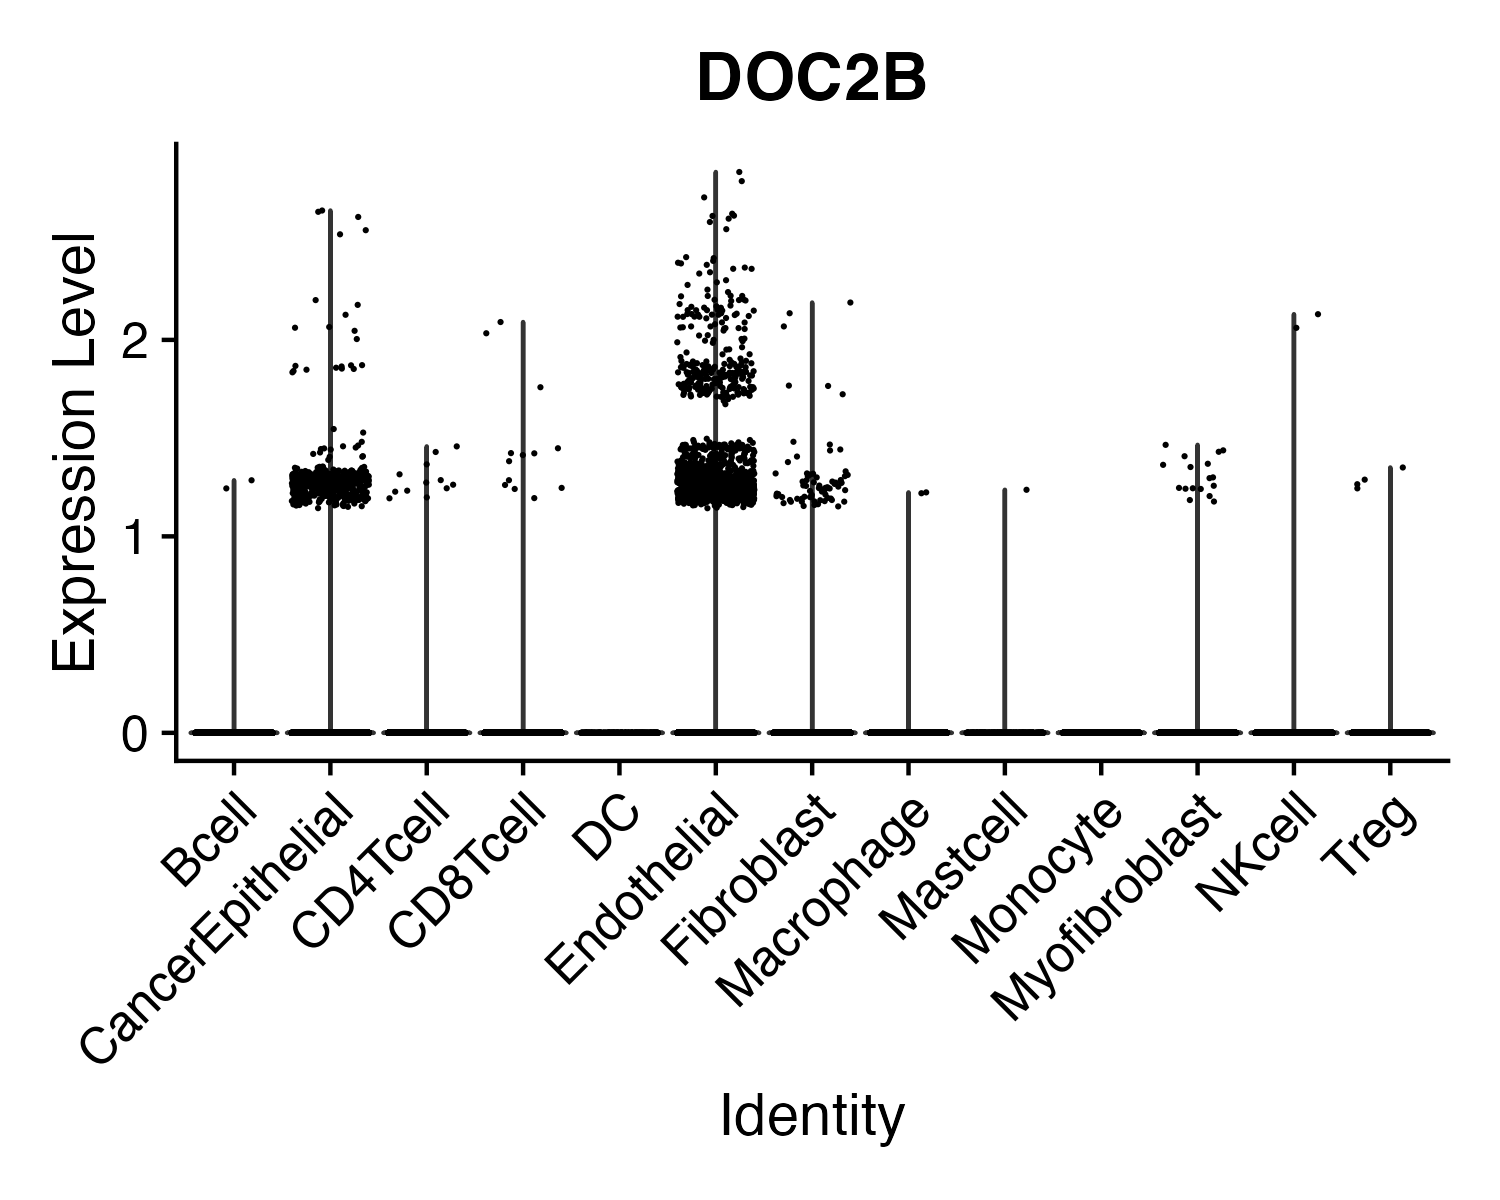 DOC2B
Expression Level
2
1
0
Bcell
CancerEpithelial
CD4Tcell
CD8Tcell
DC
Endothelial
Fibroblast
Macrophage
Mastcell
Monocyte
Myofibroblast
NKcell
Treg
Identity